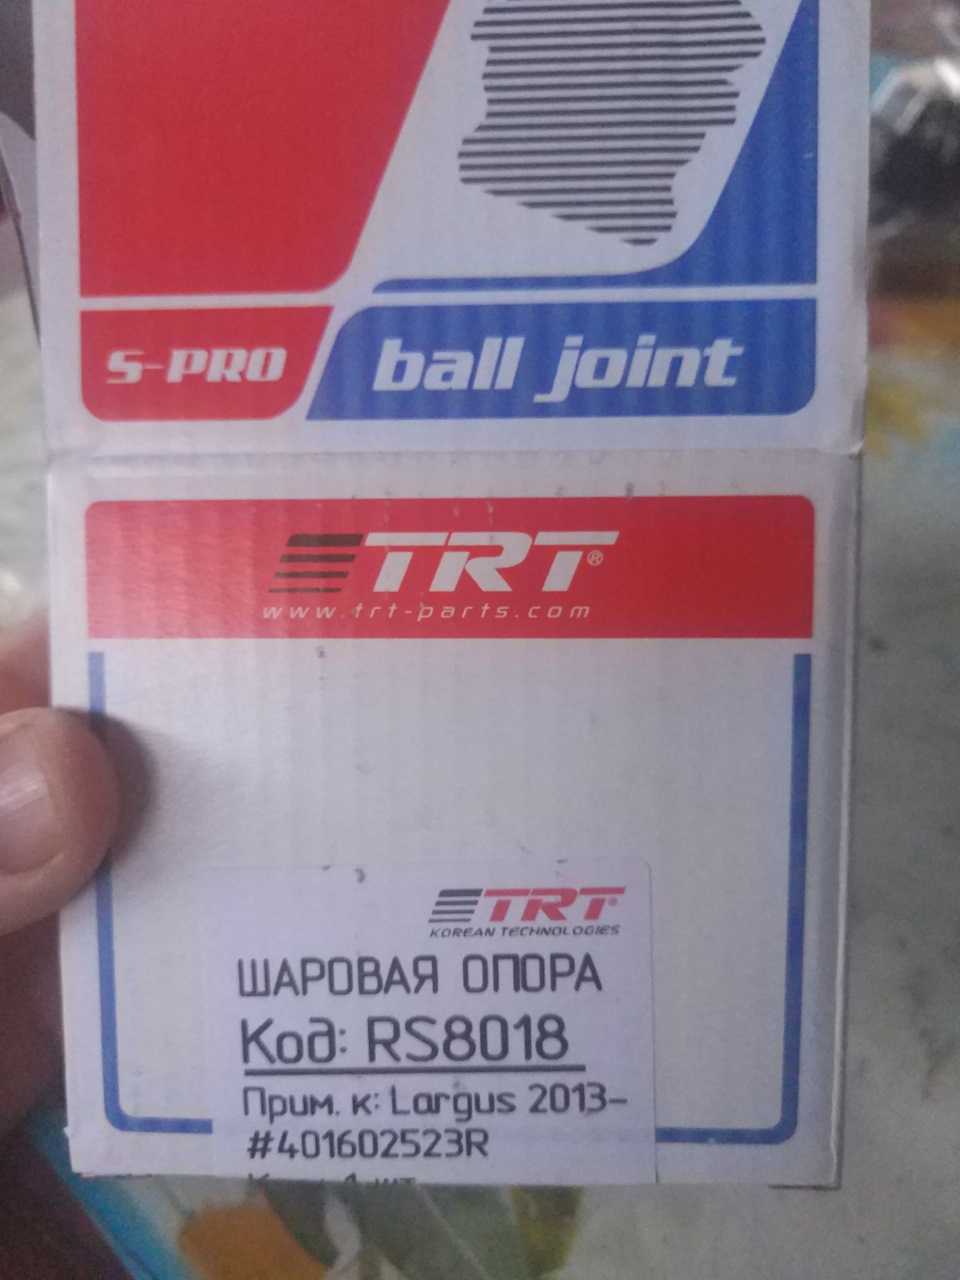 S-PRO
ball joint
TRT®
www.trt-parts.com
TRT®
KOREAN TECHNOLOGIES
ШАРОВАЯ ОПОРА
Код: RS8018
Прим. к: Largus 2013-
#401602523R